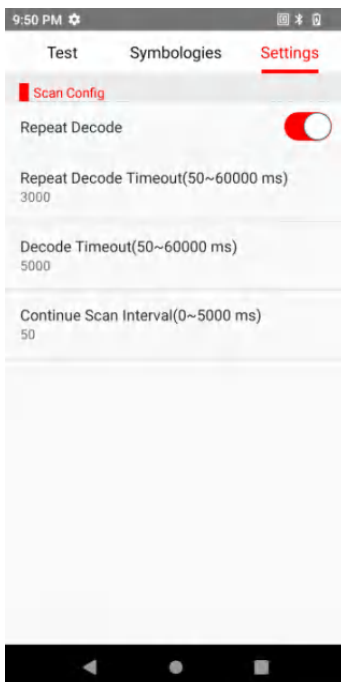 9:50 PM
Test Symbologies Settings
Scan Config
Repeat Decode
Repeat Decode Timeout(50~60000 ms)
3000
Decode Timeout(50~60000 ms)
5000
Continue Scan Interval(0~5000 ms)
50